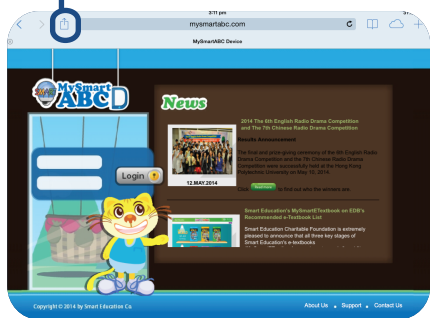 3:11 pm
mysmartabc.com
MySmartABC Device
MySmart
ABCD
News
2014 The 6th English Radio Drama Competition
and The 7th Chinese Radio Drama Competition
Results Announcement
The final and prize-giving ceremony of the 6th English Radio
Drama Competition and the 7th Chinese Radio Drama
Competition were successfully held at the Hong Kong
Polytechnic University on May 10, 2014.
Click Read more to find out who the winners are.
12.MAY.2014
Login
Smart Education's MySmartETextbook on EDB's
Recommended e-Textbook List
Smart Education Charitable Foundation is extremely
pleased to announce that all three key stages of
Smart Education's e-textbooks
Copyright © 2014 by Smart Education Co.
About Us
Support
Contact Us